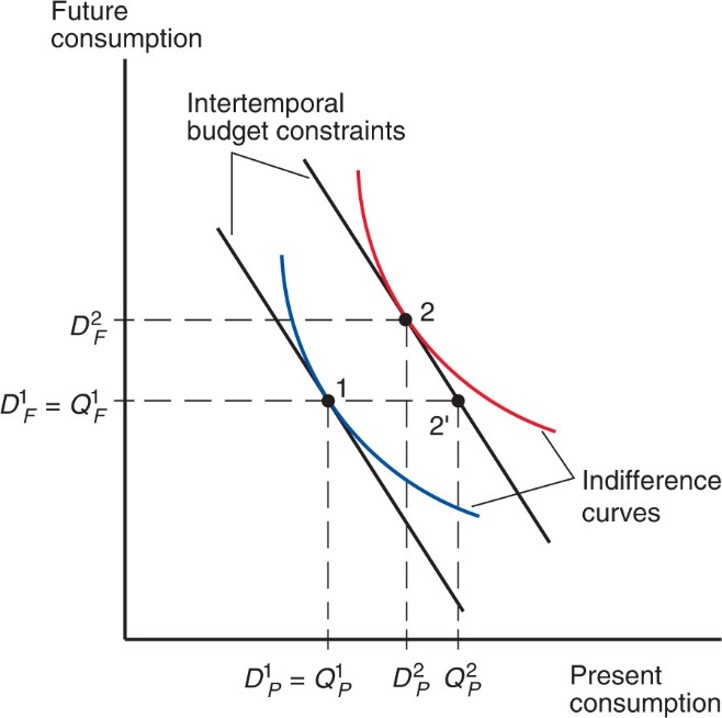 Future
consumption
Intertemporal
budget constraints
D²F
2
D¹F = Q¹F
1
2'
Indifference
curves
D¹P = Q¹P
D²P
Q²P
Present
consumption